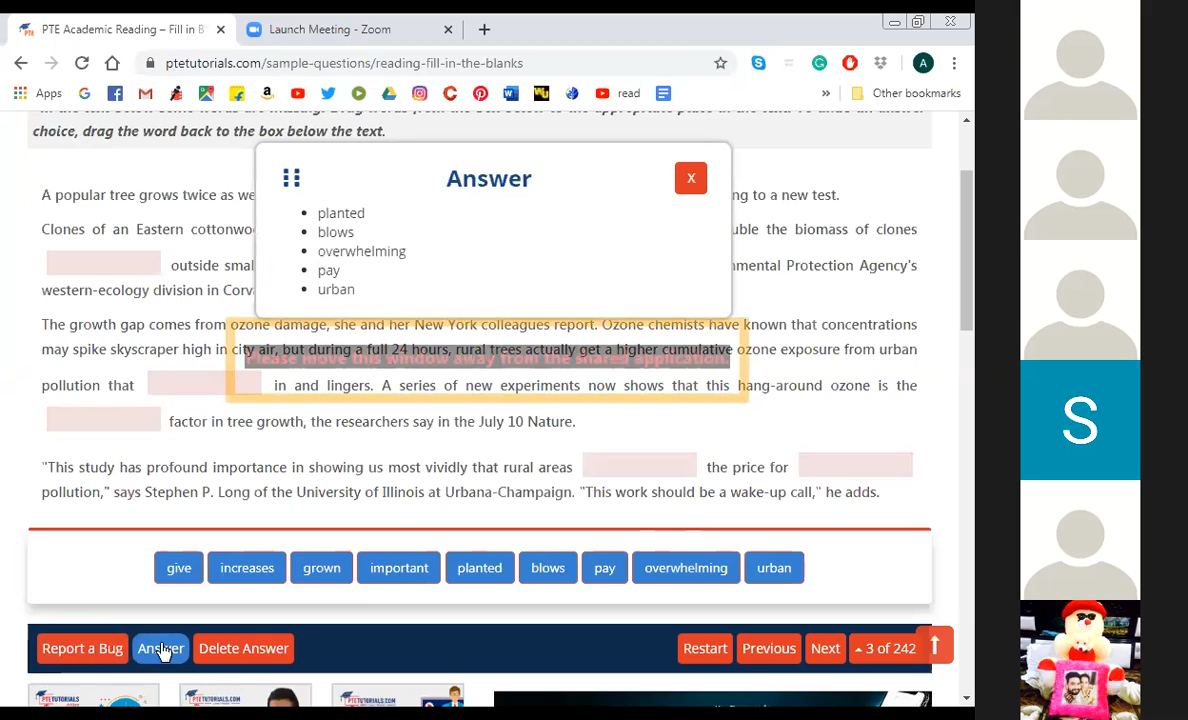 PTE Academic Reading – Fill in B
Launch Meeting - Zoom
ptetutorials.com/sample-questions/reading-fill-in-the-blanks
A
Apps
read
Other bookmarks
choice, drag the word back to the box below the text.
Answer
X
planted
blows
overwhelming
pay
urban
A popular tree grows twice as we
ng to a new test.
Clones of an Eastern cottonwo
uble the biomass of clones
outside smal
nmental Protection Agency's
western-ecology division in Corv
The growth gap comes from ozone damage, she and her New York colleagues report. Ozone chemists have known that concentrations
may spike skyscraper high in city air, but during a full 24 hours, rural trees actually get a higher cumulative ozone exposure from urban
Please move this window away from the shared application.
pollution that in and lingers. A series of new experiments now shows that this hang-around ozone is the
factor in tree growth, the researchers say in the July 10 Nature.
"This study has profound importance in showing us most vividly that rural areas the price for
pollution," says Stephen P. Long of the University of Illinois at Urbana-Champaign. "This work should be a wake-up call," he adds.
give increases grown important planted blows pay overwhelming urban
Report a Bug Answer Delete Answer Restart Previous Next 3 of 242
S